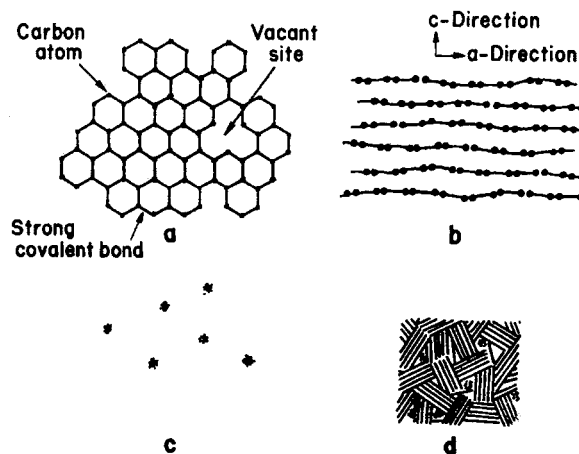 Carbon
atom
Vacant
site
Strong
covalent bond
a
c-Direction
a-Direction
b
c
d